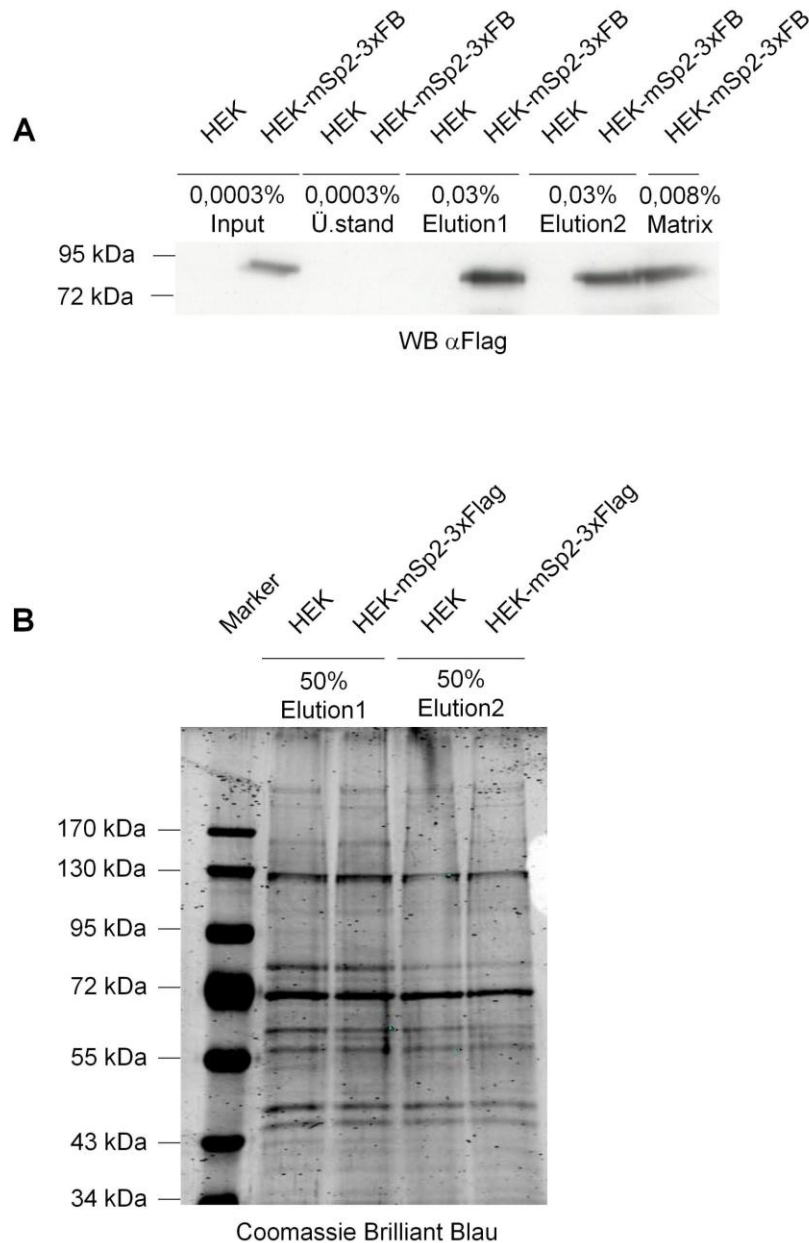 A
HEK
HEK-mSp2-3xFB
HEK
HEK-mSp2-3xFB
HEK
HEK-mSp2-3xFB
HEK
HEK-mSp2-3xFB
HEK-mSp2-3xFB
0,0003% 0,0003% 0,03% 0,03% 0,008%
Input Ü.stand Elution1 Elution2 Matrix
95 kDa
72 kDa
WB αFlag
B
Marker
HEK
HEK-mSp2-3xFlag
HEK
HEK-mSp2-3xFlag
50% 50%
Elution1 Elution2
170 kDa
130 kDa
95 kDa
72 kDa
55 kDa
43 kDa
34 kDa
Coomassie Brilliant Blau